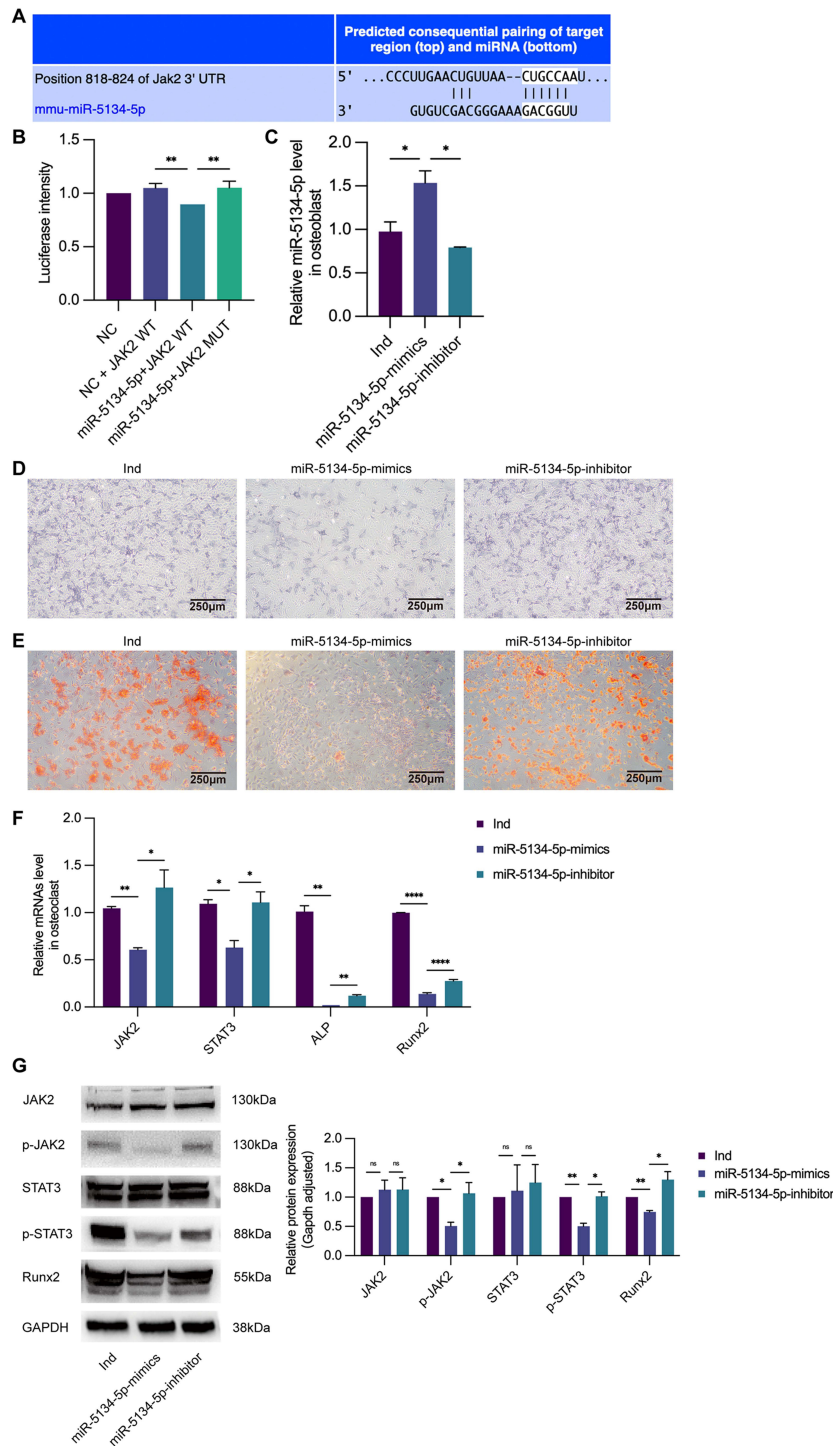 A
Predicted consequential pairing of target
region (top) and miRNA (bottom)
Position 818-824 of Jak2 3' UTR
5' ...CCCUUGAACUGUUAA--CUGCCAAU...
mmu-miR-5134-5p
3' GUGUCGACGGGAAAGACGGUU
B
Luciferase intensity
1.5
1.0
0.5
0.0
**
**
NC
NC + JAK2 WT
miR-5134-5p+JAK2 WT
miR-5134-5p+JAK2 MUT
C
Relative miR-5134-5p level
in osteoblast
2.0
1.5
1.0
0.5
0.0
*
*
Ind
miR-5134-5p-mimics
miR-5134-5p-inhibitor
D
Ind
miR-5134-5p-mimics
miR-5134-5p-inhibitor
250μm
250μm
250μm
E
Ind
miR-5134-5p-mimics
miR-5134-5p-inhibitor
250μm
250μm
250μm
F
Relative mRNAs level
in osteoclast
2.0
1.5
1.0
0.5
0.0
**
*
*
*
**
**
****
****
JAK2
STAT3
ALP
Runx2
Ind
miR-5134-5p-mimics
miR-5134-5p-inhibitor
G
JAK2
130kDa
p-JAK2
130kDa
STAT3
88kDa
p-STAT3
88kDa
Runx2
55kDa
GAPDH
38kDa
Ind
miR-5134-5p-mimics
miR-5134-5p-inhibitor
Relative protein expression
(Gapdh adjusted)
2.0
1.5
1.0
0.5
0.0
ns
ns
*
*
ns
ns
**
*
**
*
JAK2
p-JAK2
STAT3
p-STAT3
Runx2
Ind
miR-5134-5p-mimics
miR-5134-5p-inhibitor